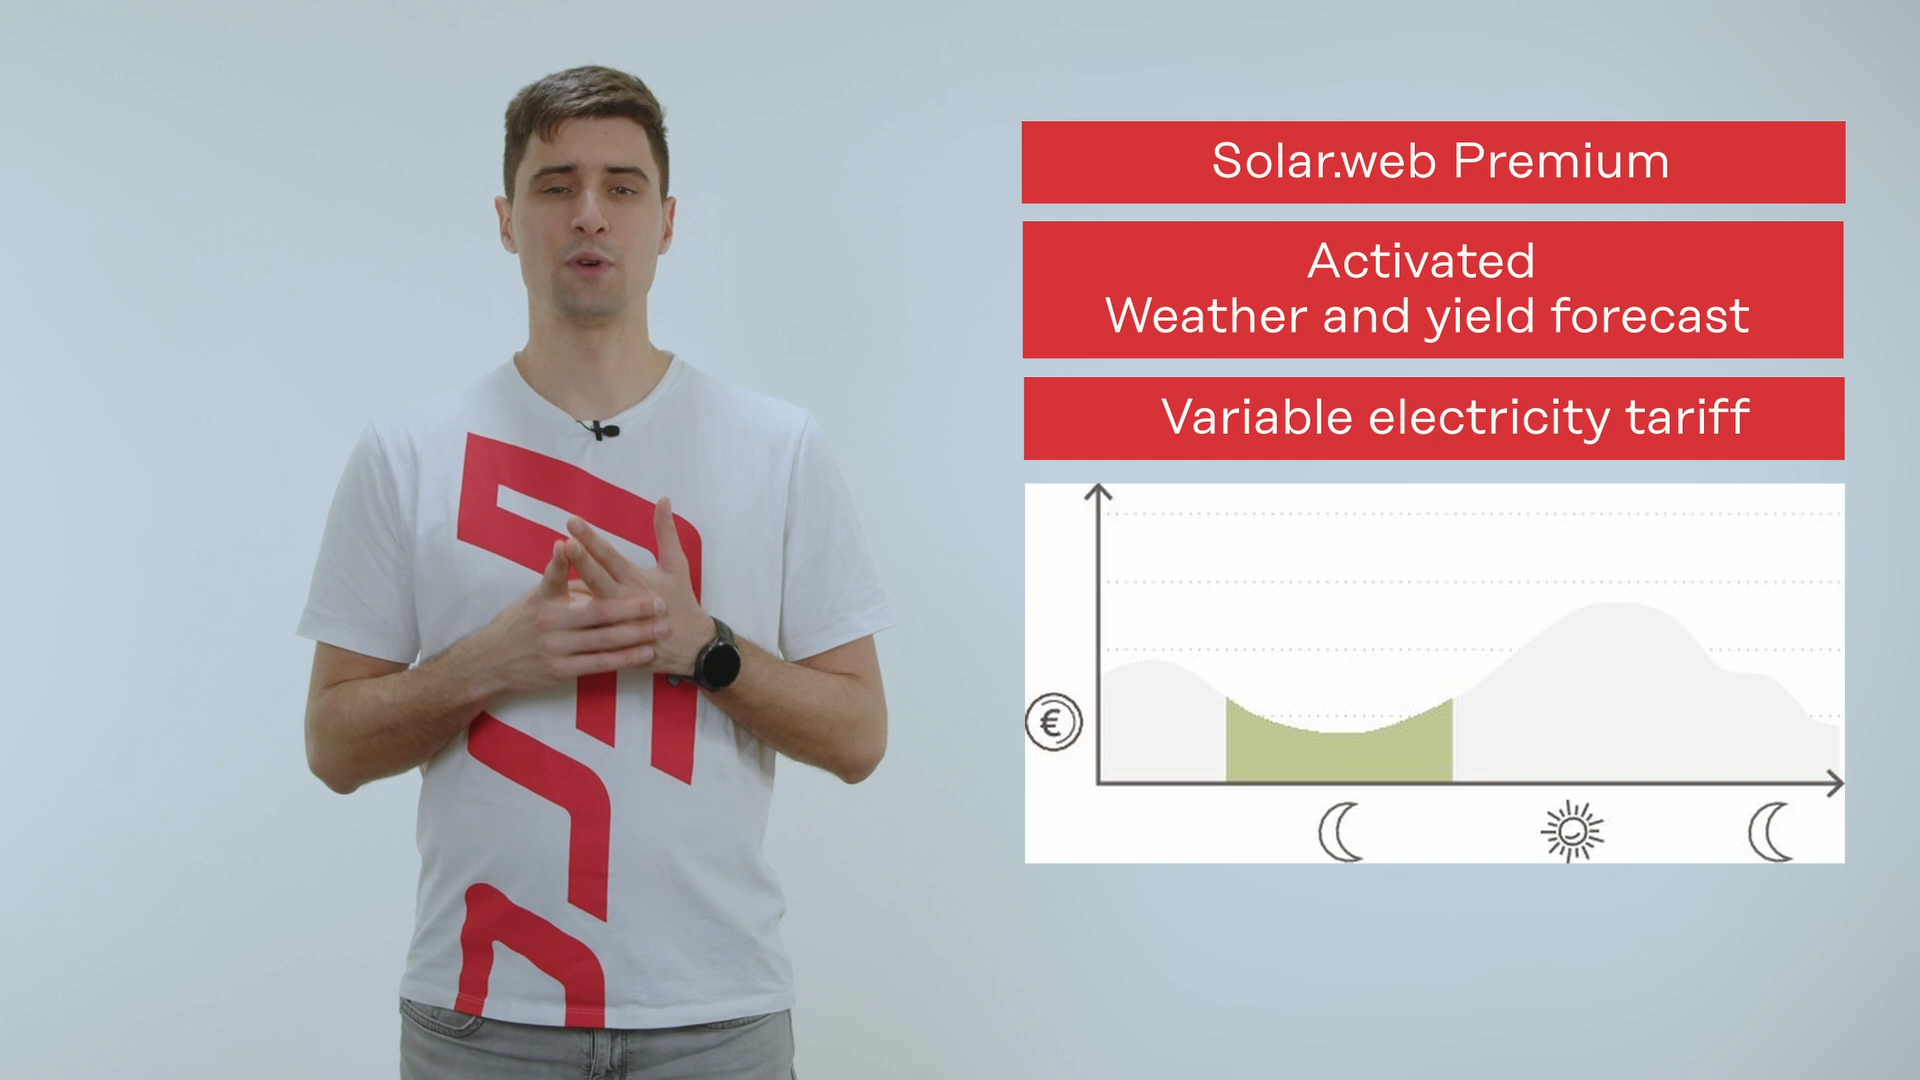 Solar.web Premium
Activated
Weather and yield forecast
Variable electricity tariff
€